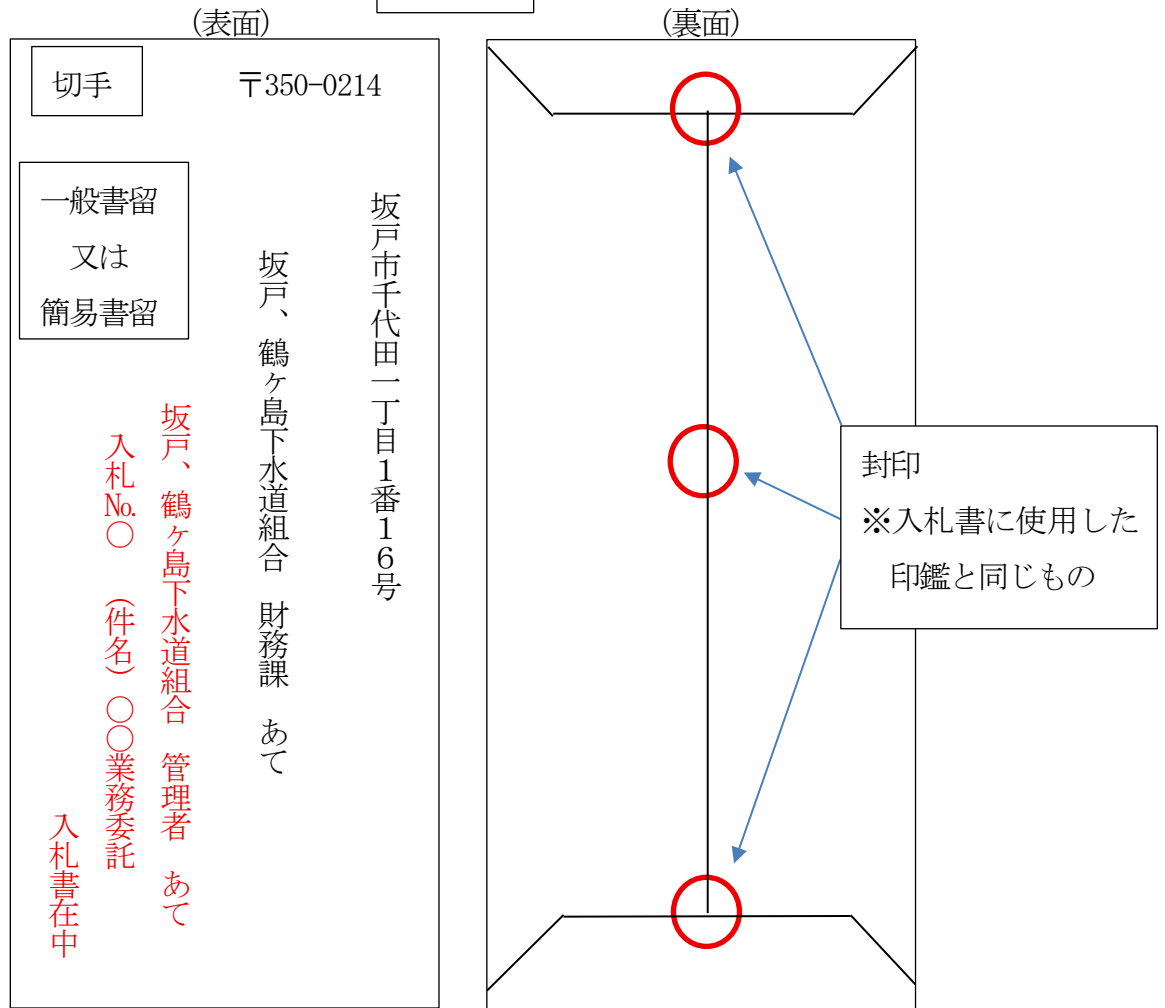 (表面)
切手
〒350-0214
一般書留
又は
簡易書留
坂戸市千代田一丁目１番１６号
坂戸、鶴ヶ島下水道組合　財務課　あて
坂戸、鶴ヶ島下水道組合　管理者　あて
入札№○　（件名）○○業務委託
入札書在中
(裏面)
封印
※入札書に使用した
印鑑と同じもの